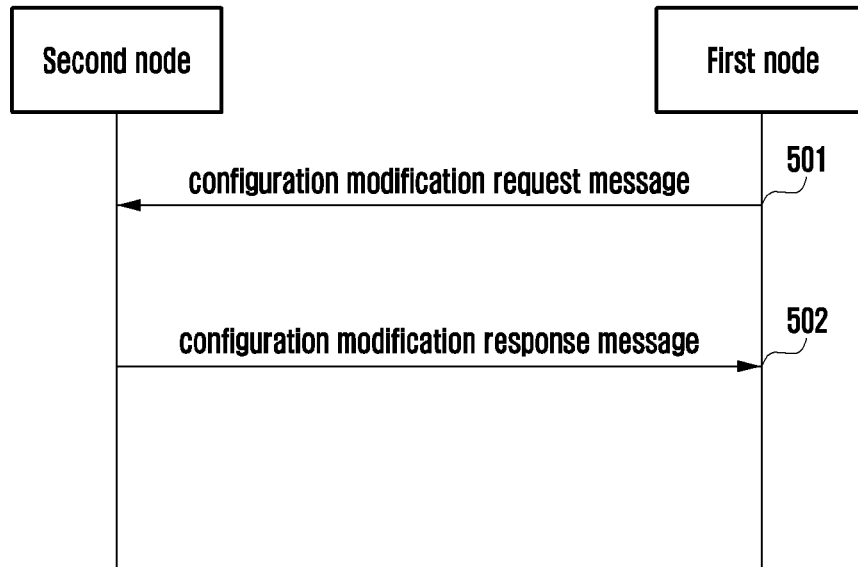 Second node
First node
501
configuration modification request message
502
configuration modification response message